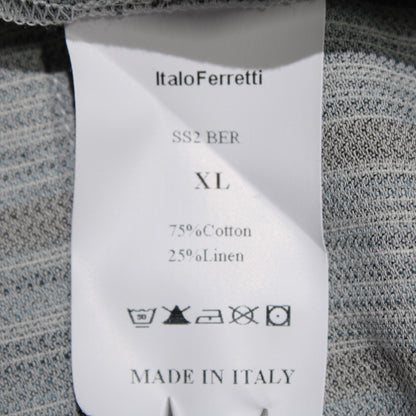 ItaloFerretti
SS2 BER
XL
75%Cotton
25%Linen
MADE IN ITALY